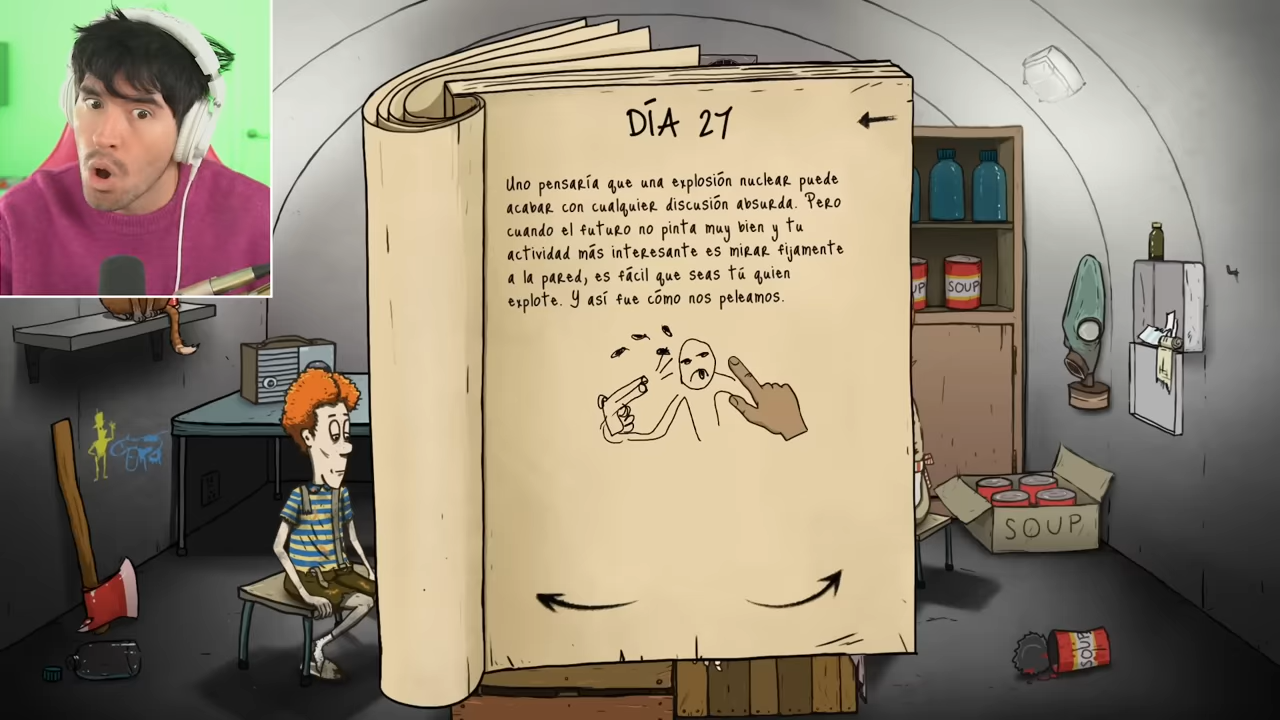 DÍA 27
Uno pensaría que una explosión nuclear puede
acabar con cualquier discusión absurda. Pero
cuando el futuro no pinta muy bien y tu
actividad más interesante es mirar fijamente
a la pared, es fácil que seas tú quien
explote. Y así fue cómo nos peleamos.
UP
SOUP
SOUP
SOUP